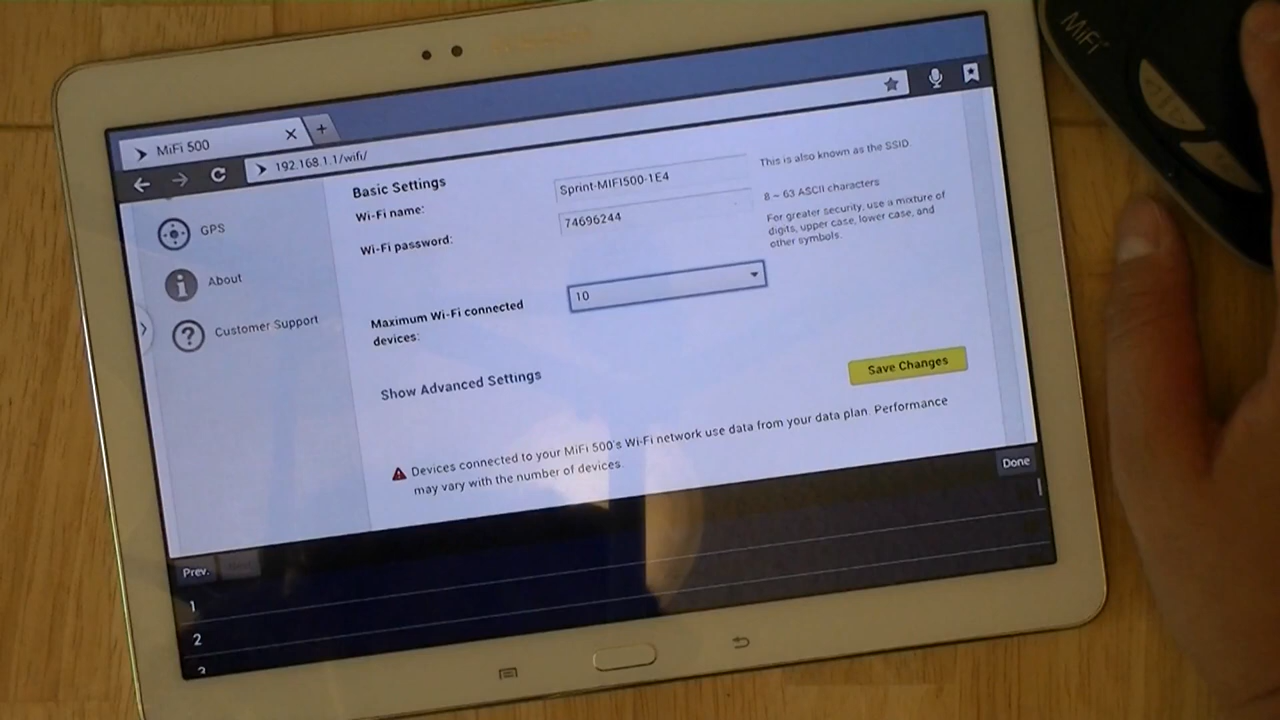 MiFi
MiFi 500
192.168.1.1/wifi/
GPS
About
Customer Support
Basic Settings
Wi-Fi name:
Sprint-MIFI500-1E4
This is also known as the SSID.
Wi-Fi password:
74696244
8 ~ 63 ASCII characters
For greater security, use a mixture of
digits, upper case, lower case, and
other symbols.
Maximum Wi-Fi connected
devices:
10
Show Advanced Settings
Save Changes
Devices connected to your MiFi 500's Wi-Fi network use data from your data plan. Performance
may vary with the number of devices.
Prev.
Done
1
2
3